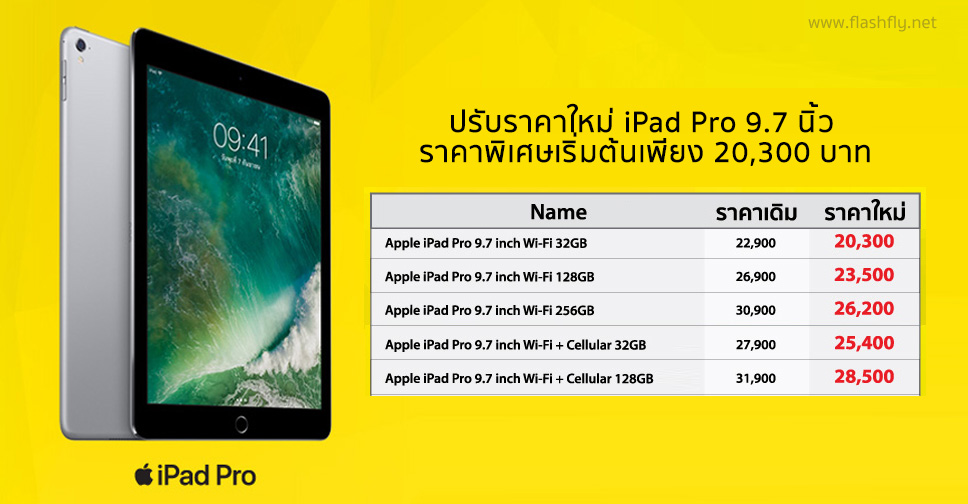 www.flashfly.net
ปรับราคาใหม่ iPad Pro 9.7 นิ้ว
ราคาพิเศษเริ่มต้นเพียง 20,300 บาท
Name ราคาเดิม ราคาใหม่
Apple iPad Pro 9.7 inch Wi-Fi 32GB 22,900 20,300
Apple iPad Pro 9.7 inch Wi-Fi 128GB 26,900 23,500
Apple iPad Pro 9.7 inch Wi-Fi 256GB 30,900 26,200
Apple iPad Pro 9.7 inch Wi-Fi + Cellular 32GB 27,900 25,400
Apple iPad Pro 9.7 inch Wi-Fi + Cellular 128GB 31,900 28,500
09:41
iPad Pro